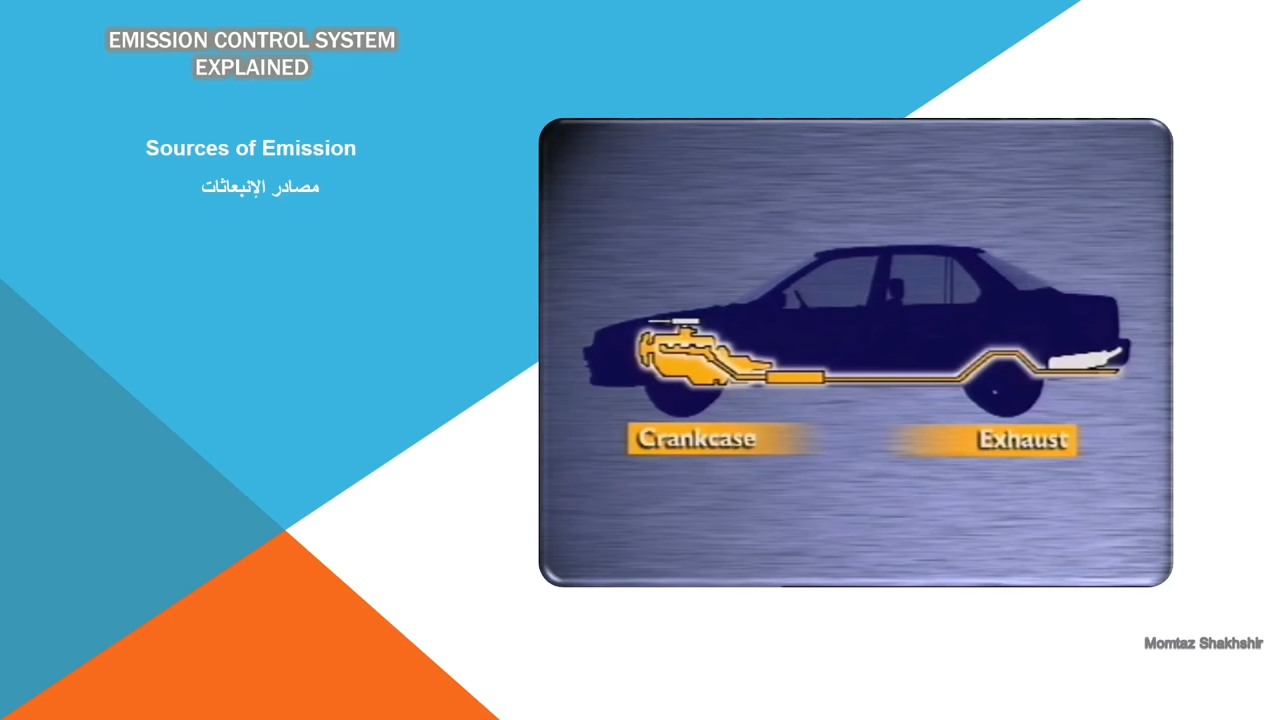 EMISSION CONTROL SYSTEM
EXPLAINED
Sources of Emission
مصادر الإنبعاثات
Crankcase
Exhaust
Momtaz Shakhshir